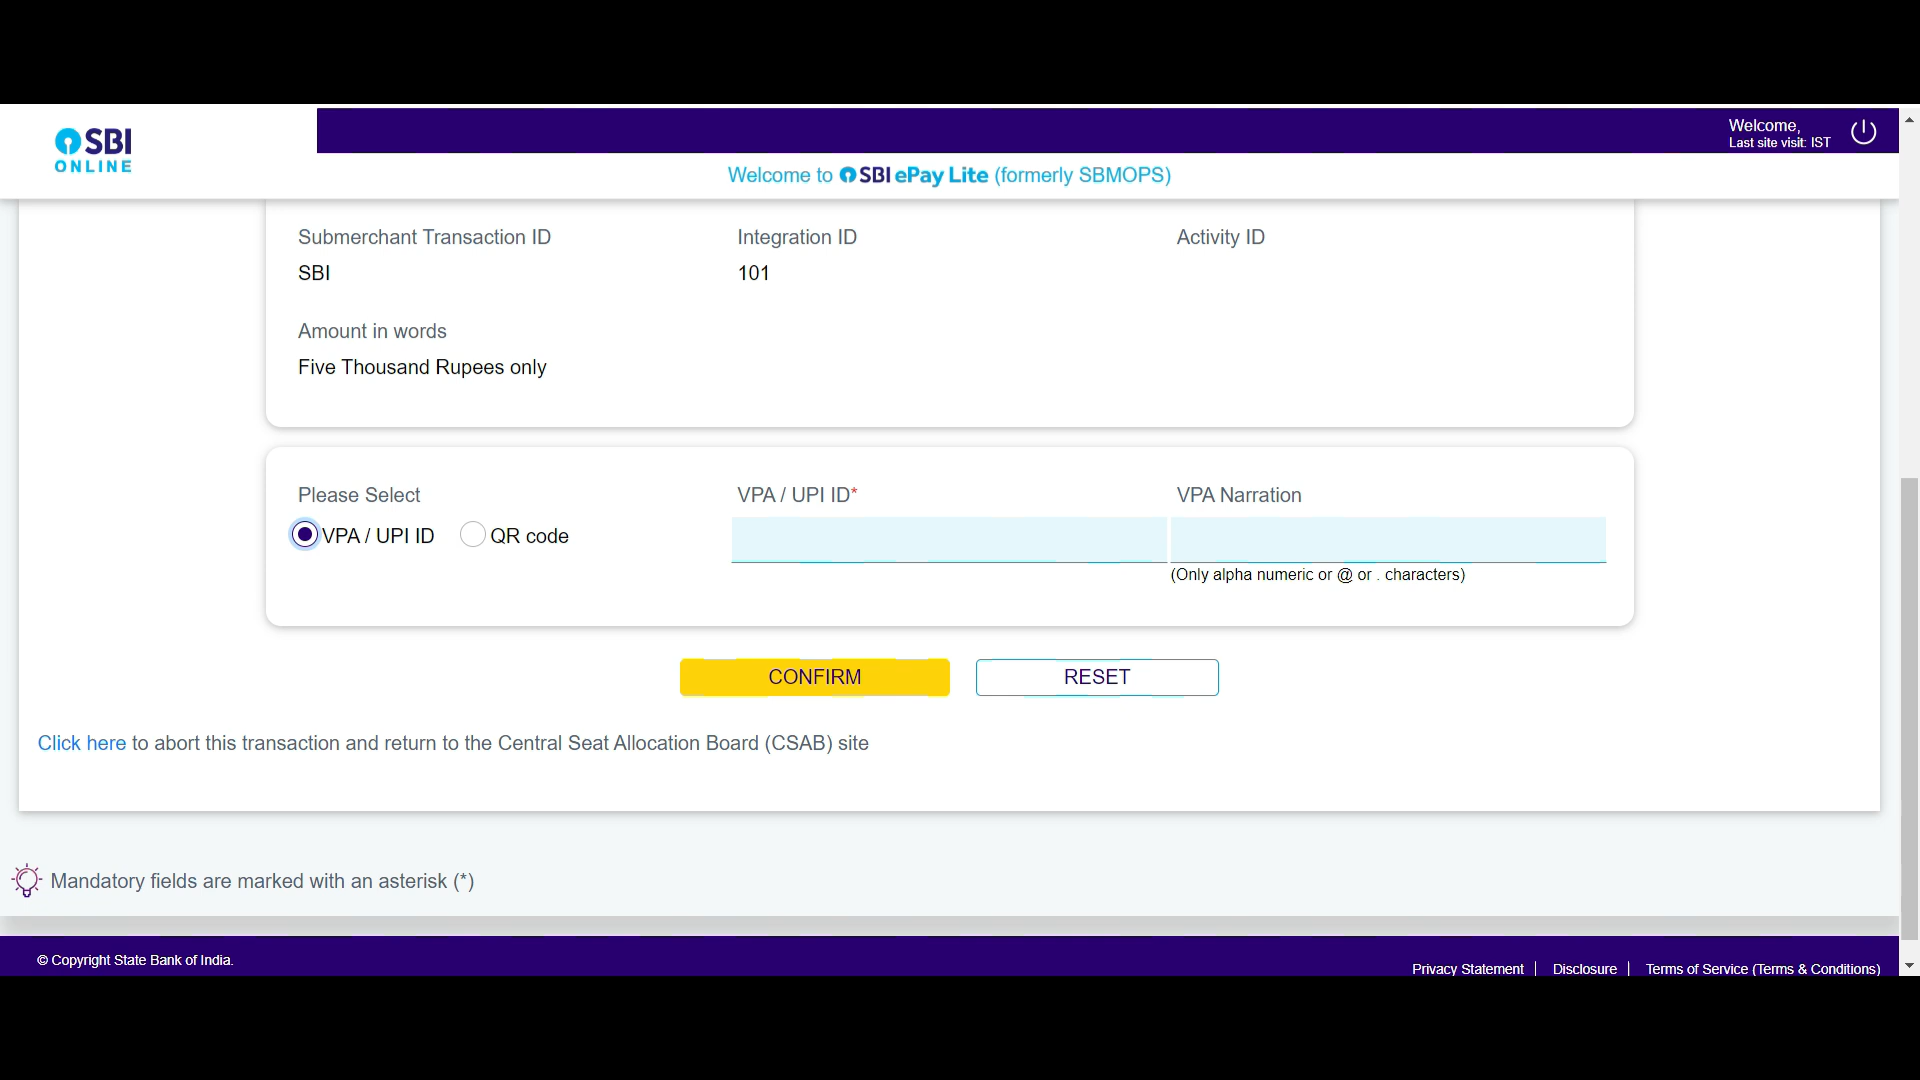 SBI
ONLINE
Welcome,
Last site visit: IST
Welcome to SBI ePay Lite (formerly SBMOPS)
Submerchant Transaction ID
Integration ID
Activity ID
SBI
101
Amount in words
Five Thousand Rupees only
Please Select
VPA / UPI ID*
VPA Narration
VPA / UPI ID
QR code
(Only alpha numeric or @ or . characters)
CONFIRM
RESET
Click here to abort this transaction and return to the Central Seat Allocation Board (CSAB) site
Mandatory fields are marked with an asterisk (*)
© Copyright State Bank of India.
Privacy Statement | Disclosure | Terms of Service (Terms & Conditions)